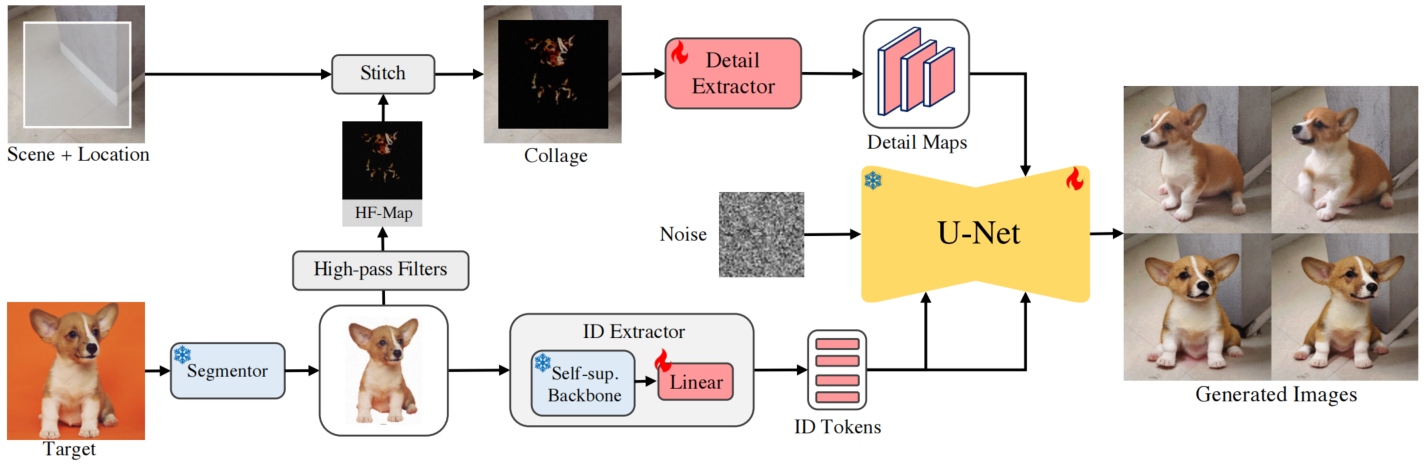 Scene + Location
Stitch
HF-Map
High-pass Filters
Collage
Detail
Extractor
Detail Maps
Noise
U-Net
Generated Images
Target
Segmentor
ID Extractor
Self-sup.
Backbone
Linear
ID Tokens